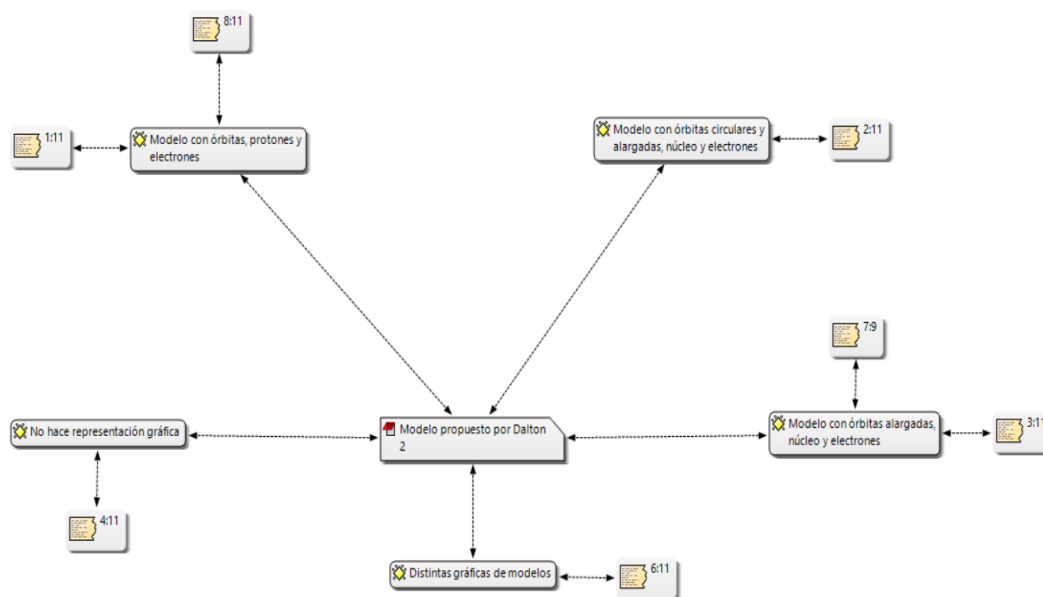 8:11
1:11
Modelo con órbitas, protones y
electrones
Modelo con órbitas circulares y
alargadas, núcleo y electrones
2:11
7:9
No hace representación gráfica
Modelo propuesto por Dalton
2
Modelo con órbitas alargadas,
núcleo y electrones
3:11
4:11
Distintas gráficas de modelos
6:11